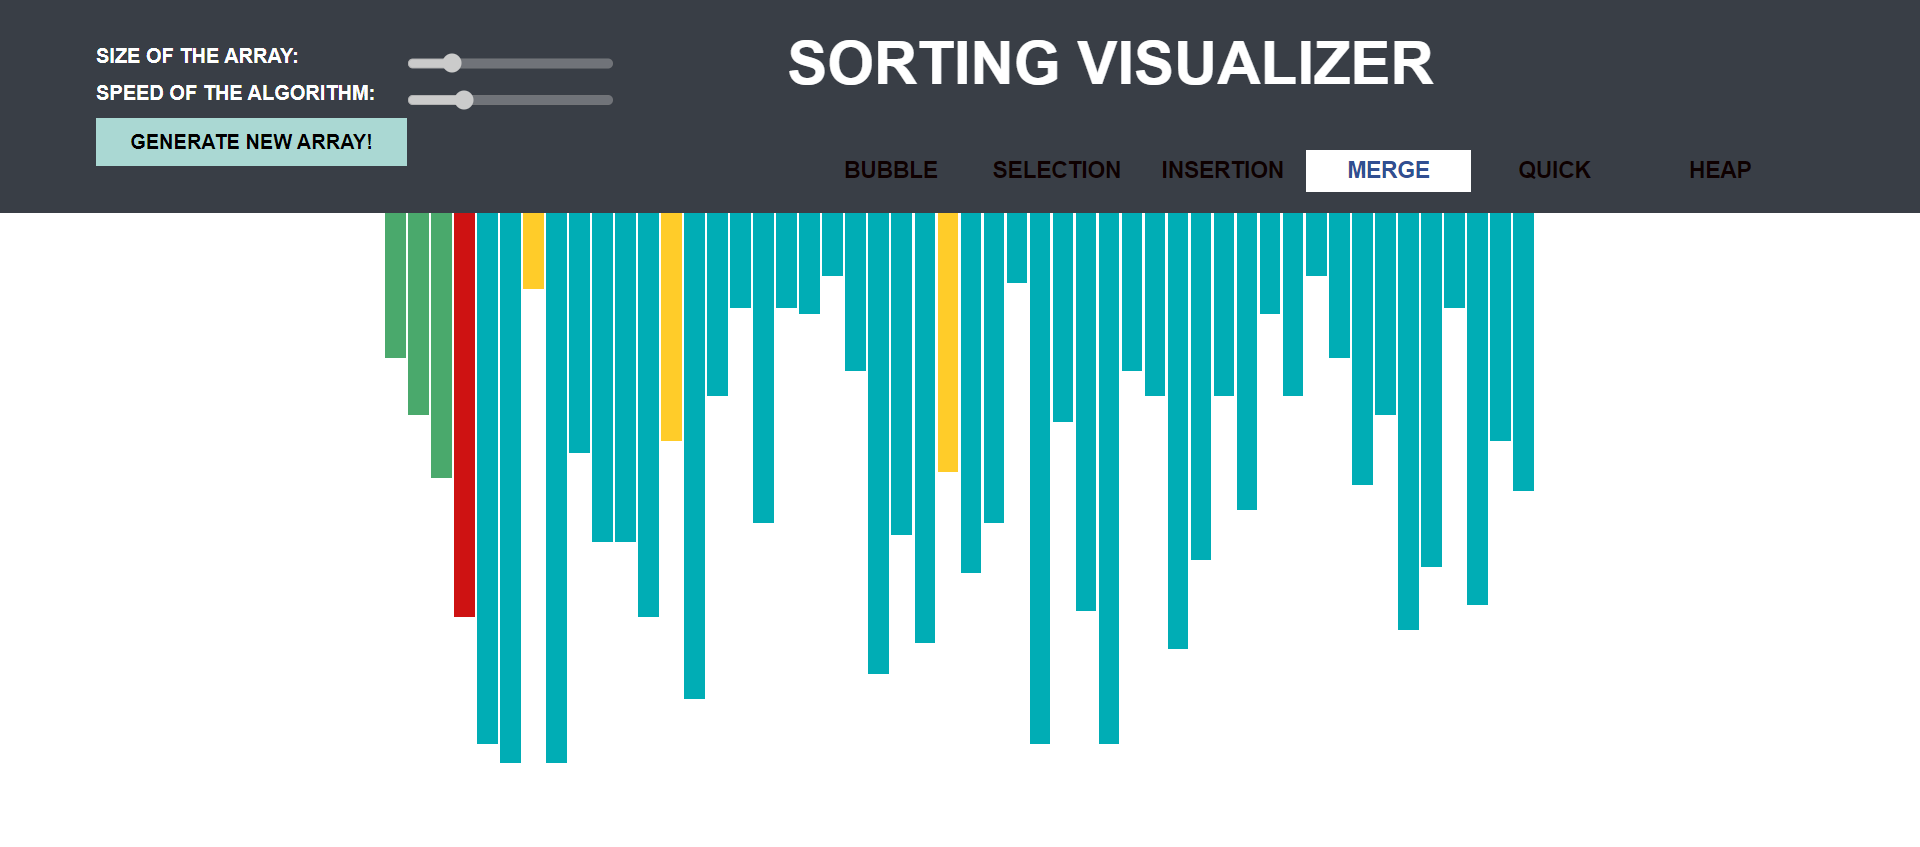 SIZE OF THE ARRAY:
SPEED OF THE ALGORITHM:
GENERATE NEW ARRAY!
SORTING VISUALIZER
BUBBLE SELECTION INSERTION MERGE QUICK HEAP